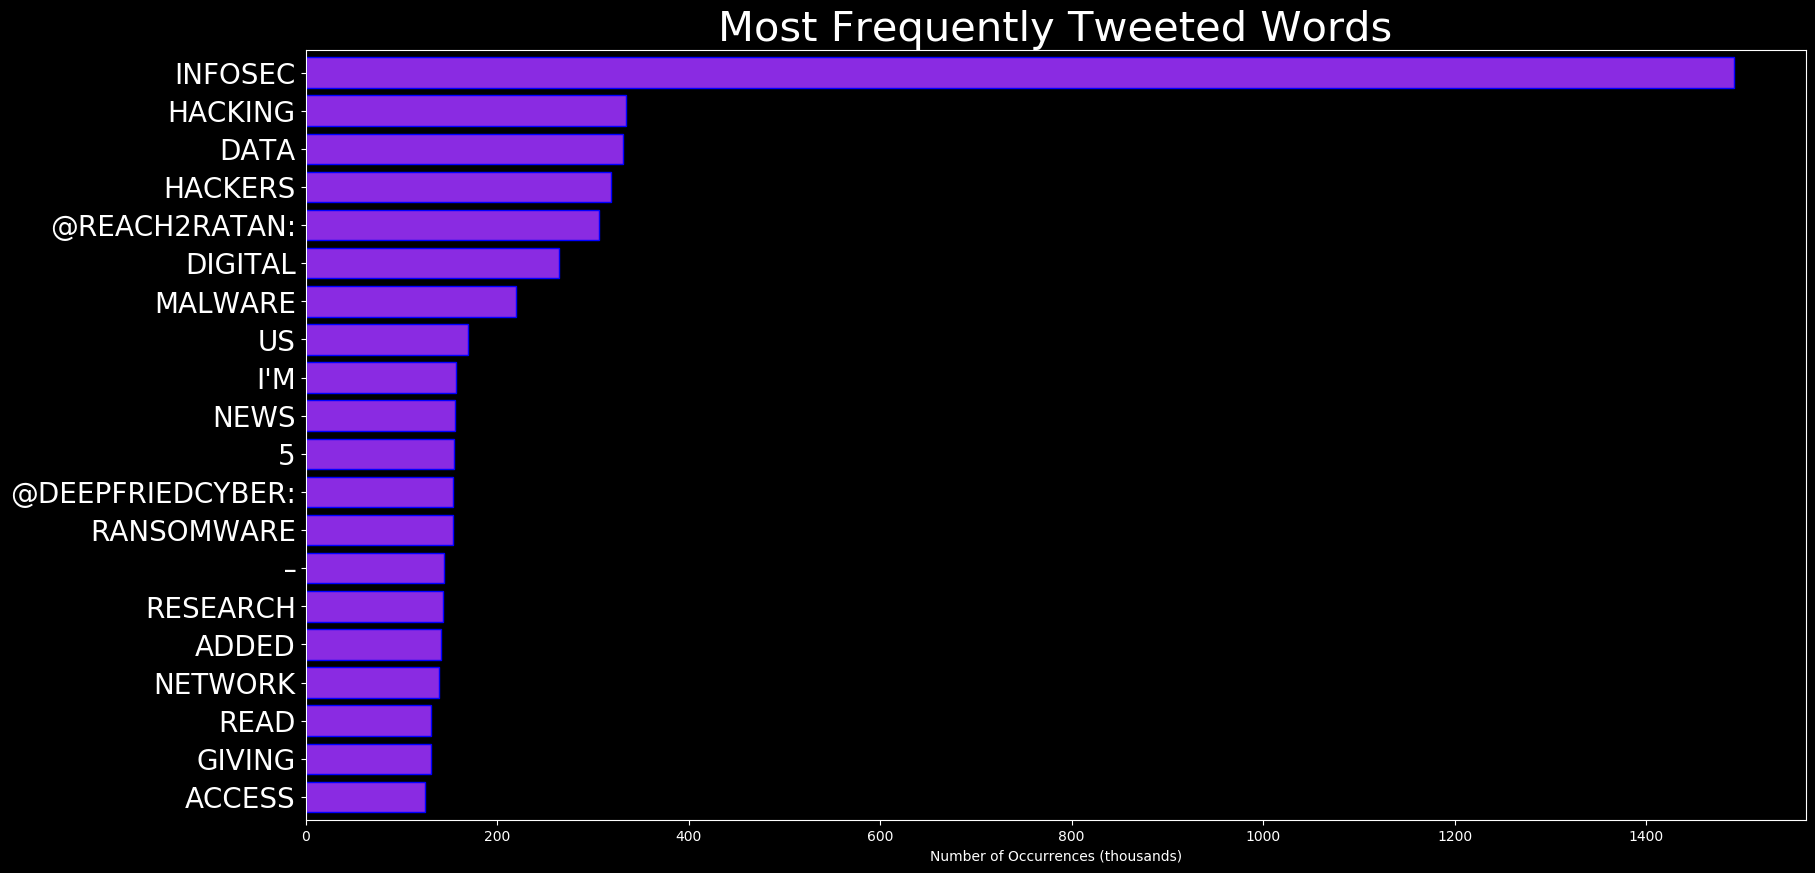 Most Frequently Tweeted Words
INFOSEC
HACKING
DATA
HACKERS
@REACH2RATAN:
DIGITAL
MALWARE
US
I'M
NEWS
5
@DEEPFRIEDCYBER:
RANSOMWARE
–
RESEARCH
ADDED
NETWORK
READ
GIVING
ACCESS
0 200 400 600 800 1000 1200 1400
Number of Occurrences (thousands)